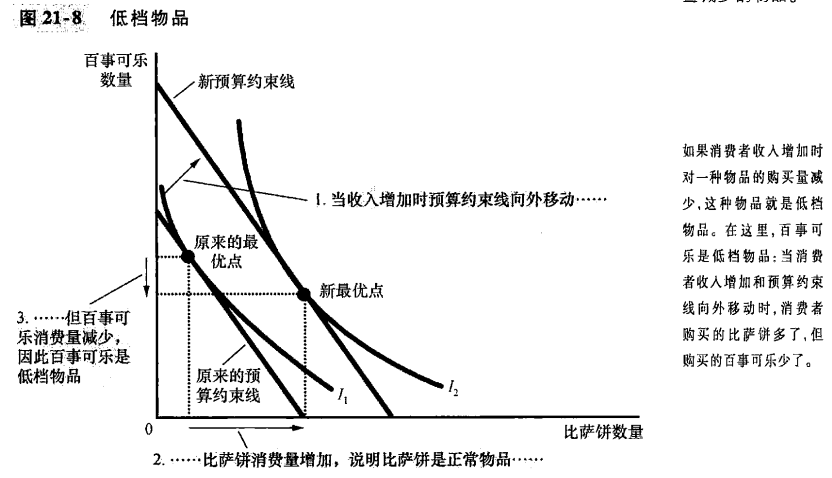 图 21-8 低档物品
百事可乐
数量
新预算约束线
1. 当收入增加时预算约束线向外移动……
原来的最
优点
新最优点
3. ……但百事可
乐消费量减少，
因此百事可乐是
低档物品
原来的预
算约束线
I₁
I₂
0
比萨饼数量
2. ……比萨饼消费量增加，说明比萨饼是正常物品……
如果消费者收入增加时
对一种物品的购买量减
少，这种物品就是低档
物品。在这里，百事可
乐是低档物品：当消费
者收入增加和预算约束
线向外移动时，消费者
购买的比萨饼多了，但
购买的百事可乐少了。